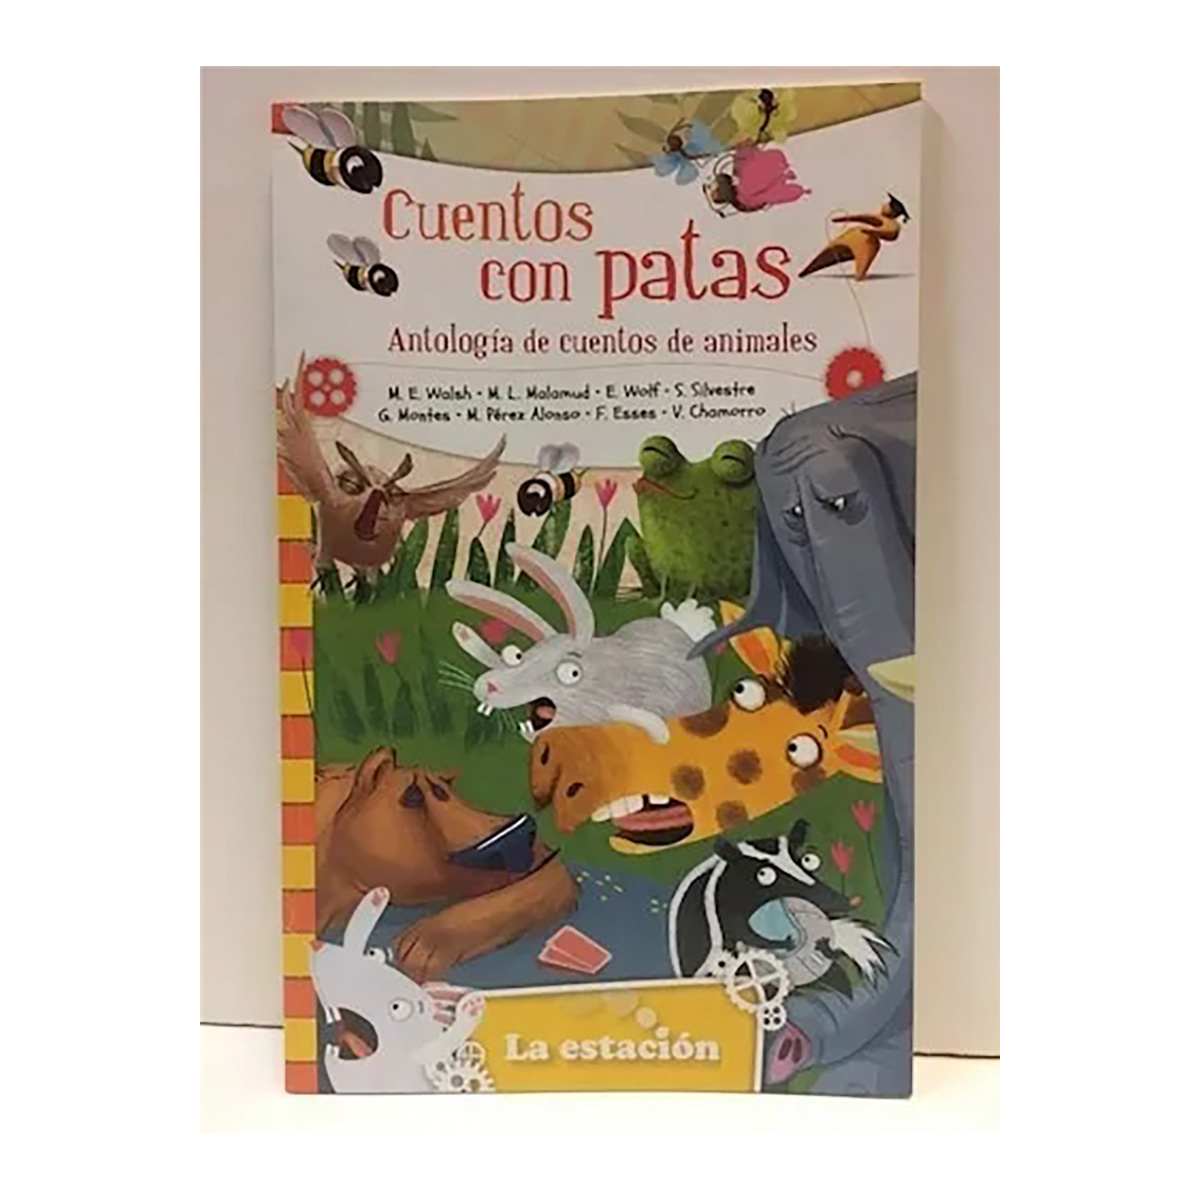 Cuentos
con patas
Antología de cuentos de animales
M. E. Walsh • M. L. Malamud • E. Wolf • S. Silvestre
G. Montes • M. Pérez Alonso • F. Esses • V. Chamorro
La estación